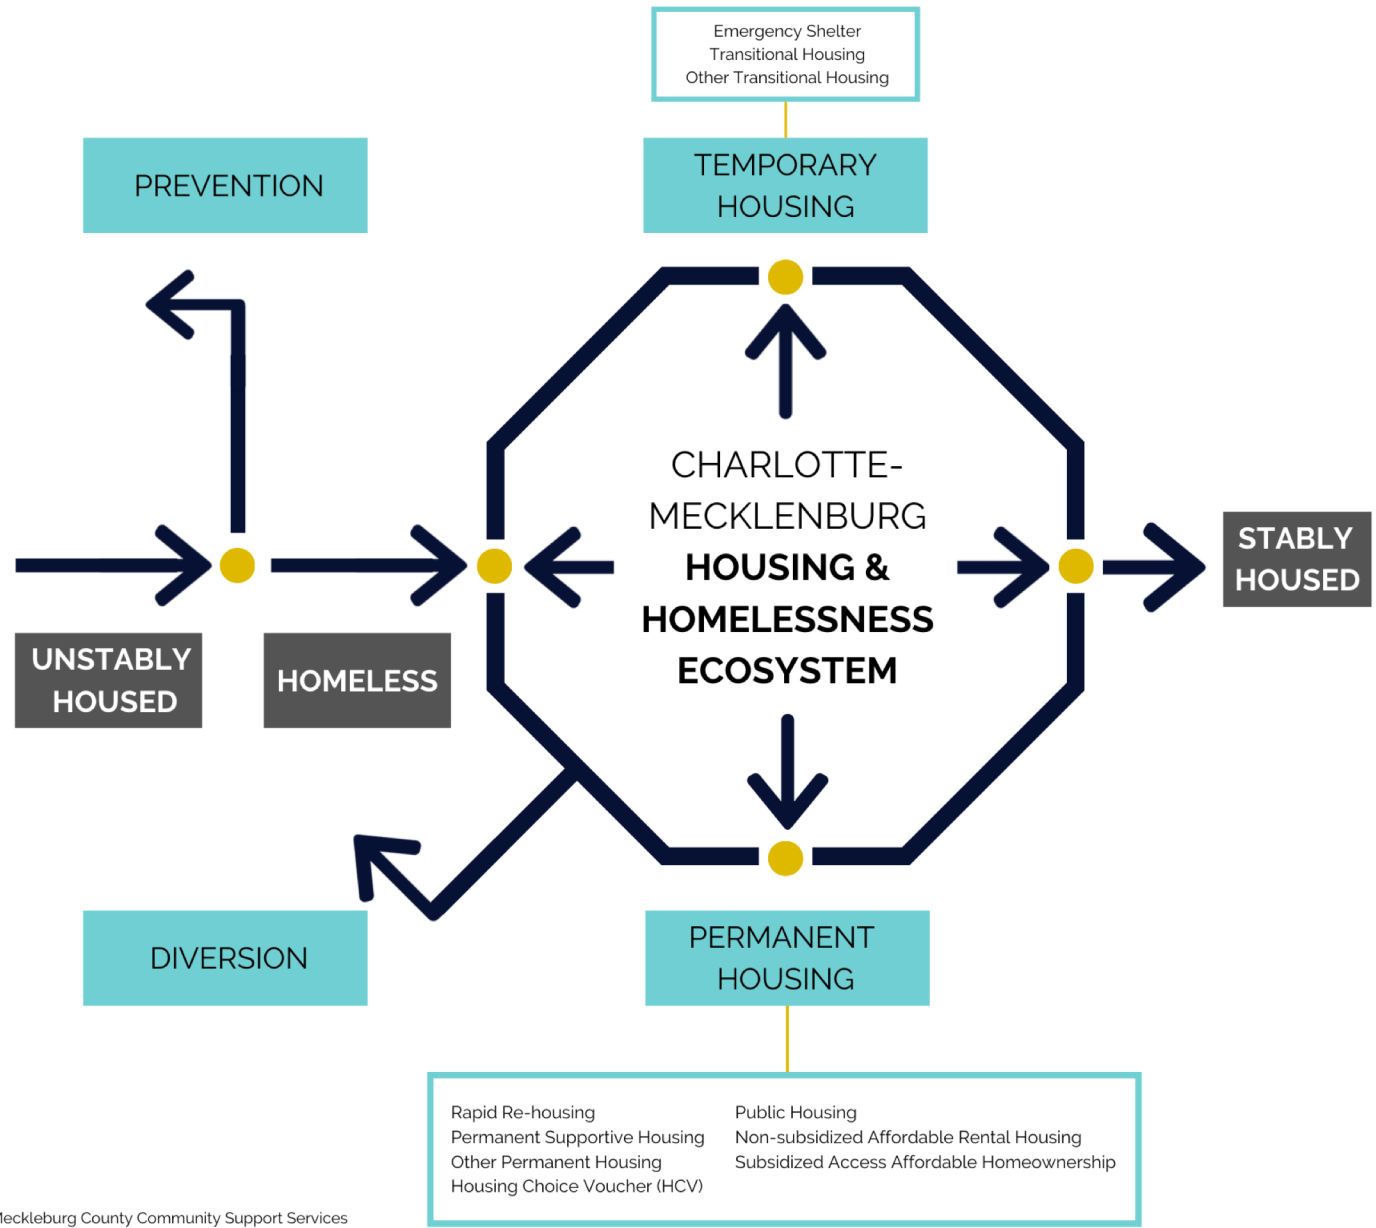 Emergency Shelter
Transitional Housing
Other Transitional Housing
PREVENTION
TEMPORARY
HOUSING
CHARLOTTE-
MECKLENBURG
HOUSING &
HOMELESSNESS
ECOSYSTEM
STABLY
HOUSED
UNSTABLY
HOUSED
HOMELESS
DIVERSION
PERMANENT
HOUSING
Rapid Re-housing
Permanent Supportive Housing
Other Permanent Housing
Housing Choice Voucher (HCV)
Public Housing
Non-subsidized Affordable Rental Housing
Subsidized Access Affordable Homeownership
Meckleburg County Community Support Services